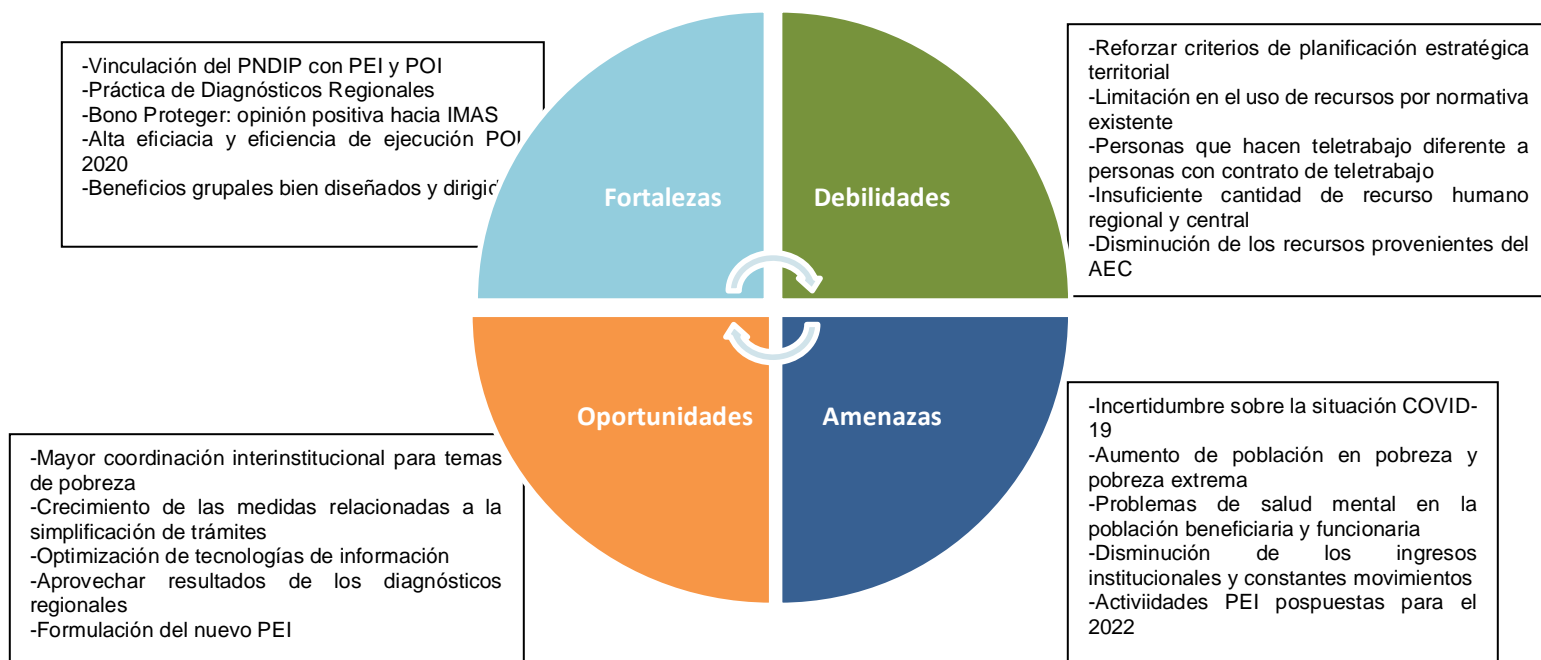 -Vinculación del PNDIP con PEI y POI
-Práctica de Diagnósticos Regionales
-Bono Proteger: opinión positiva hacia IMAS
-Alta eficiacia y eficiencia de ejecución POI
2020
-Beneficios grupales bien diseñados y
Fortalezas
Debilidades
-Reforzar criterios de planificación estratégica
territorial
-Limitación en el uso de recursos por normativa
existente
-Personas que hacen teletrabajo diferente a
personas con contrato de teletrabajo
-Insuficiente cantidad de recurso humano
regional y central
-Disminución de los recursos provenientes del
AEC
Oportunidades
Amenazas
-Mayor coordinación interinstitucional para temas
de pobreza
-Crecimiento de las medidas relacionadas a la
simplificación de trámites
-Optimización de tecnologías de información
-Aprovechar resultados de los diagnósticos
regionales
-Formulación del nuevo PEI
-Incertidumbre sobre la situación COVID-
19
-Aumento de población en pobreza y
pobreza extrema
-Problemas de salud mental en la
población beneficiaria y funcionaria
-Disminución de los ingresos
institucionales y constantes movimientos
-Activiidades PEI pospuestas para el
2022